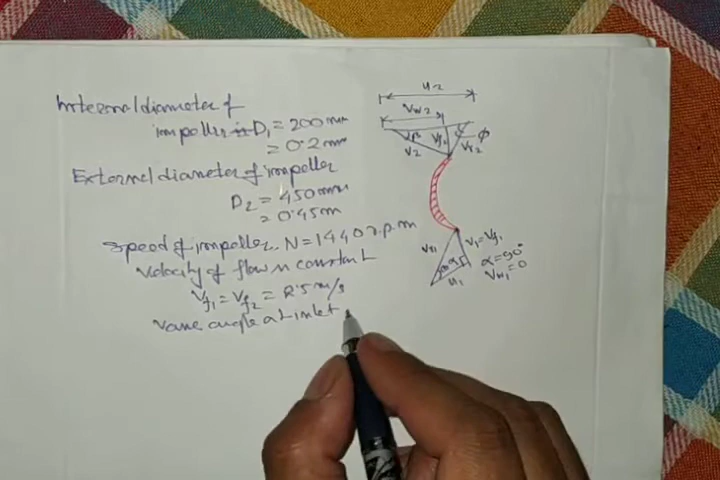 Internal diameter of
impeller D₁ = 200 mm
= 0.2 mm
External diameter of impeller
D₂ = 450 mm
= 0.45m
Speed of impeller. N = 1440 r.p.m
Velocity of flow is constant
Vf₁ = Vf₂ = 2.5 m/s
Vane angle at inlet
u₂
Vw₂
β Vf₂ ϕ
V₂ Vr₂
Vr₁ V₁=Vf₁
θ α α=90°
u₁ Vw₁=0